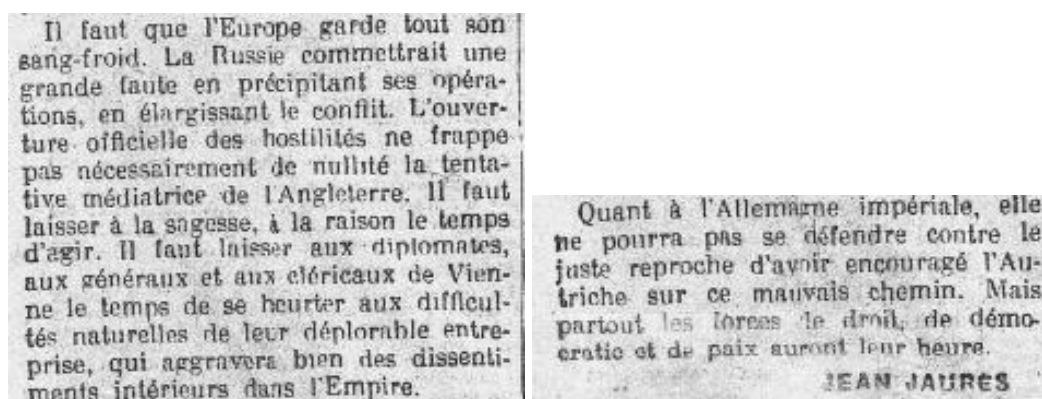 Il faut que l'Europe garde tout son
sang-froid. La Russie commettrait une
grande faute en précipitant ses opéra-
tions, en élargissant le conflit. L'ouver-
ture officielle des hostilités ne frappe
pas nécessairement de nullité la tenta-
tive médiatrice de l'Angleterre. Il faut
laisser à la sagesse, à la raison le temps
d'agir. Il faut laisser aux diplomates,
aux généraux et aux cléricaux de Vien-
ne le temps de se heurter aux difficul-
tés naturelles de leur déplorable entre-
prise, qui aggravera bien des dissenti-
ments intérieurs dans l'Empire.
Quant à l'Allemagne impériale, elle
ne pourra pas se défendre contre le
juste reproche d'avoir encouragé l'Au-
triche sur ce mauvais chemin. Mais
partout les forces de droit, de démo-
cratie et de paix auront leur heure.
JEAN JAURÈS